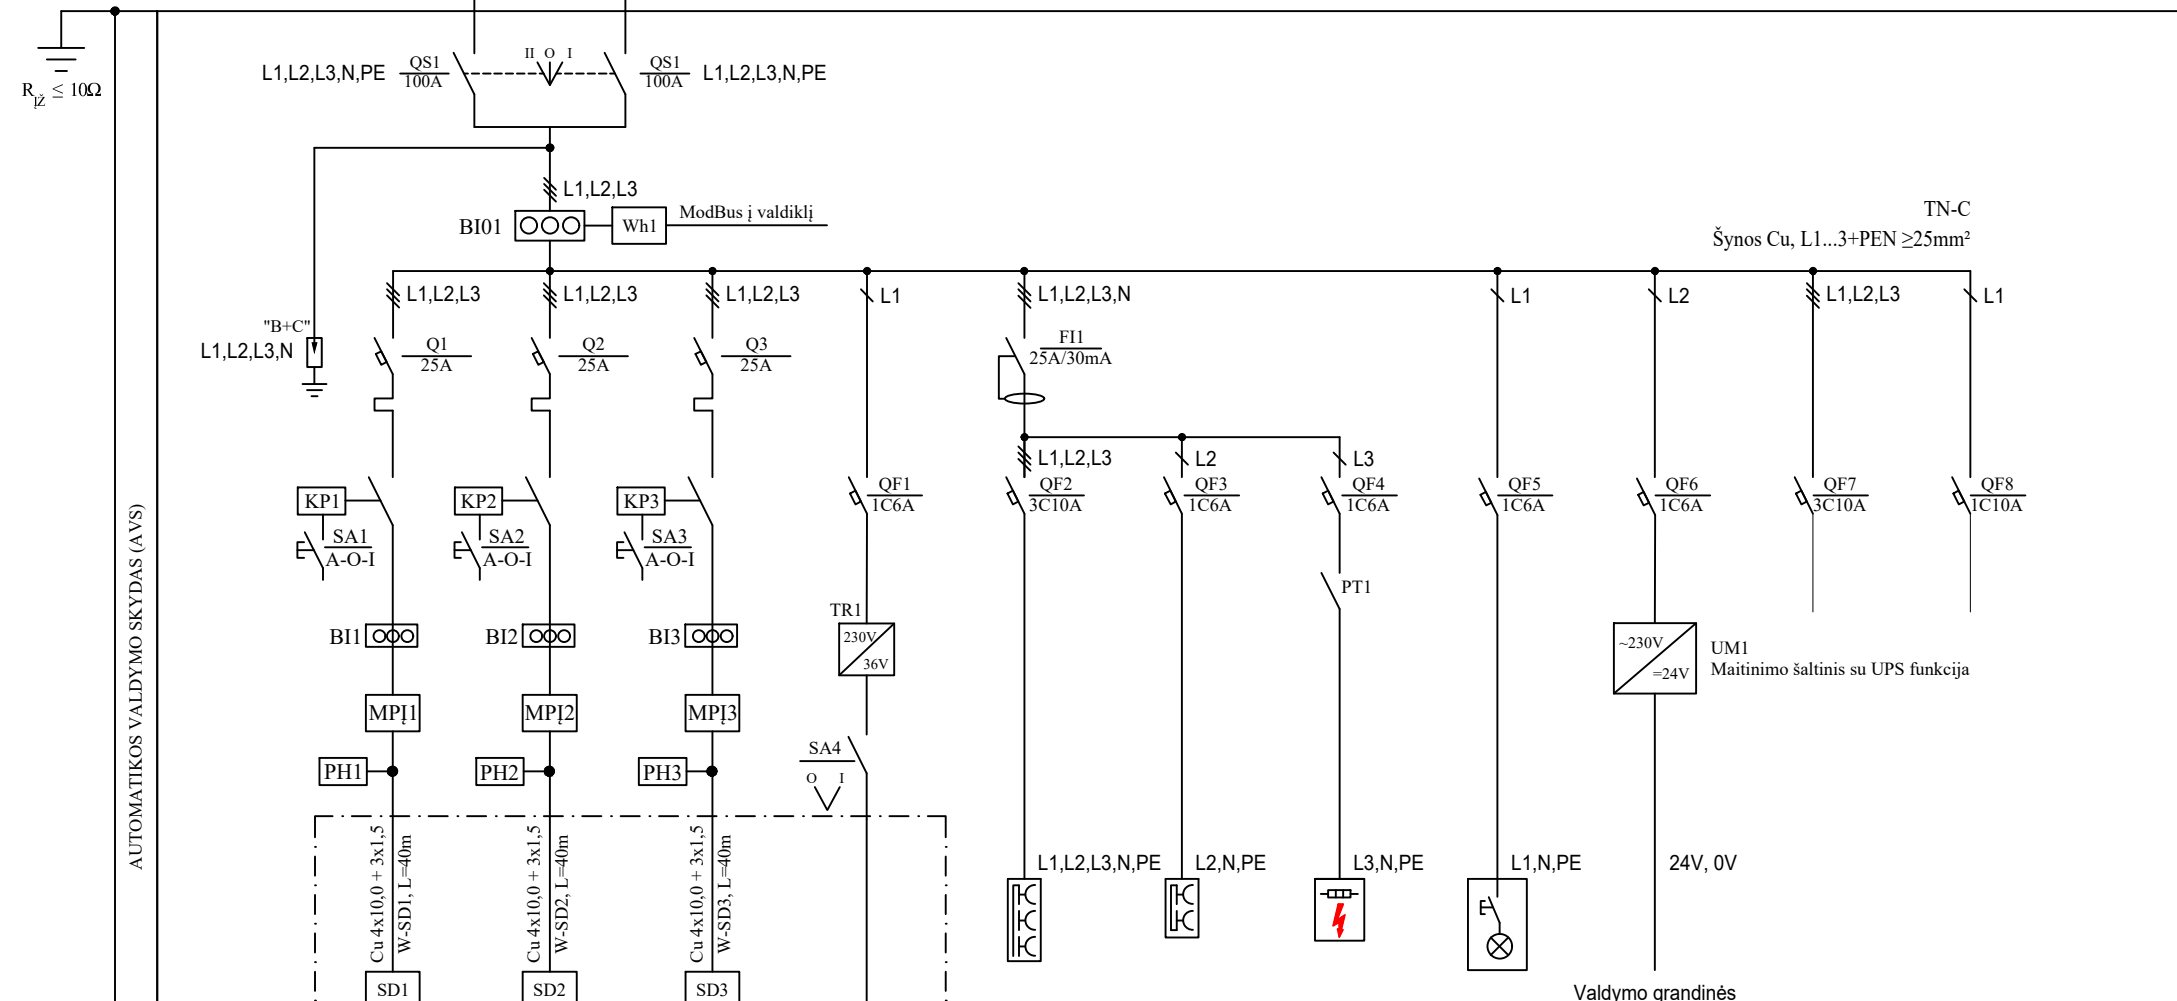 R_ĮŽ ≤ 10Ω
L1,L2,L3,N,PE
QS1
100A
II O I
QS1
100A
L1,L2,L3,N,PE
L1,L2,L3
BI01
Wh1
ModBus į valdiklį
TN-C
Šynos Cu, L1...3+PEN ≥25mm²
L1,L2,L3
L1,L2,L3
L1,L2,L3
L1
L1,L2,L3,N
L1
L2
L1,L2,L3
L1
"B+C"
L1,L2,L3,N
Q1
25A
Q2
25A
Q3
25A
FI1
25A/30mA
L1,L2,L3
L2
L3
KP1
SA1
A-O-I
KP2
SA2
A-O-I
KP3
SA3
A-O-I
QF1
1C6A
QF2
3C10A
QF3
1C6A
QF4
1C6A
QF5
1C6A
QF6
1C6A
QF7
3C10A
QF8
1C10A
PT1
AUTOMATIKOS VALDYMO SKYDAS (AVS)
BI1
BI2
BI3
TR1
230V
36V
~230V
=24V
UM1
Maitinimo šaltinis su UPS funkcija
MPĮ1
MPĮ2
MPĮ3
PH1
PH2
PH3
SA4
O I
Cu 4x10,0 + 3x1,5
W-SD1, L=40m
Cu 4x10,0 + 3x1,5
W-SD2, L=40m
Cu 4x10,0 + 3x1,5
W-SD3, L=40m
L1,L2,L3,N,PE
L2,N,PE
L3,N,PE
L1,N,PE
24V, 0V
SD1
SD2
SD3
Valdymo grandinės